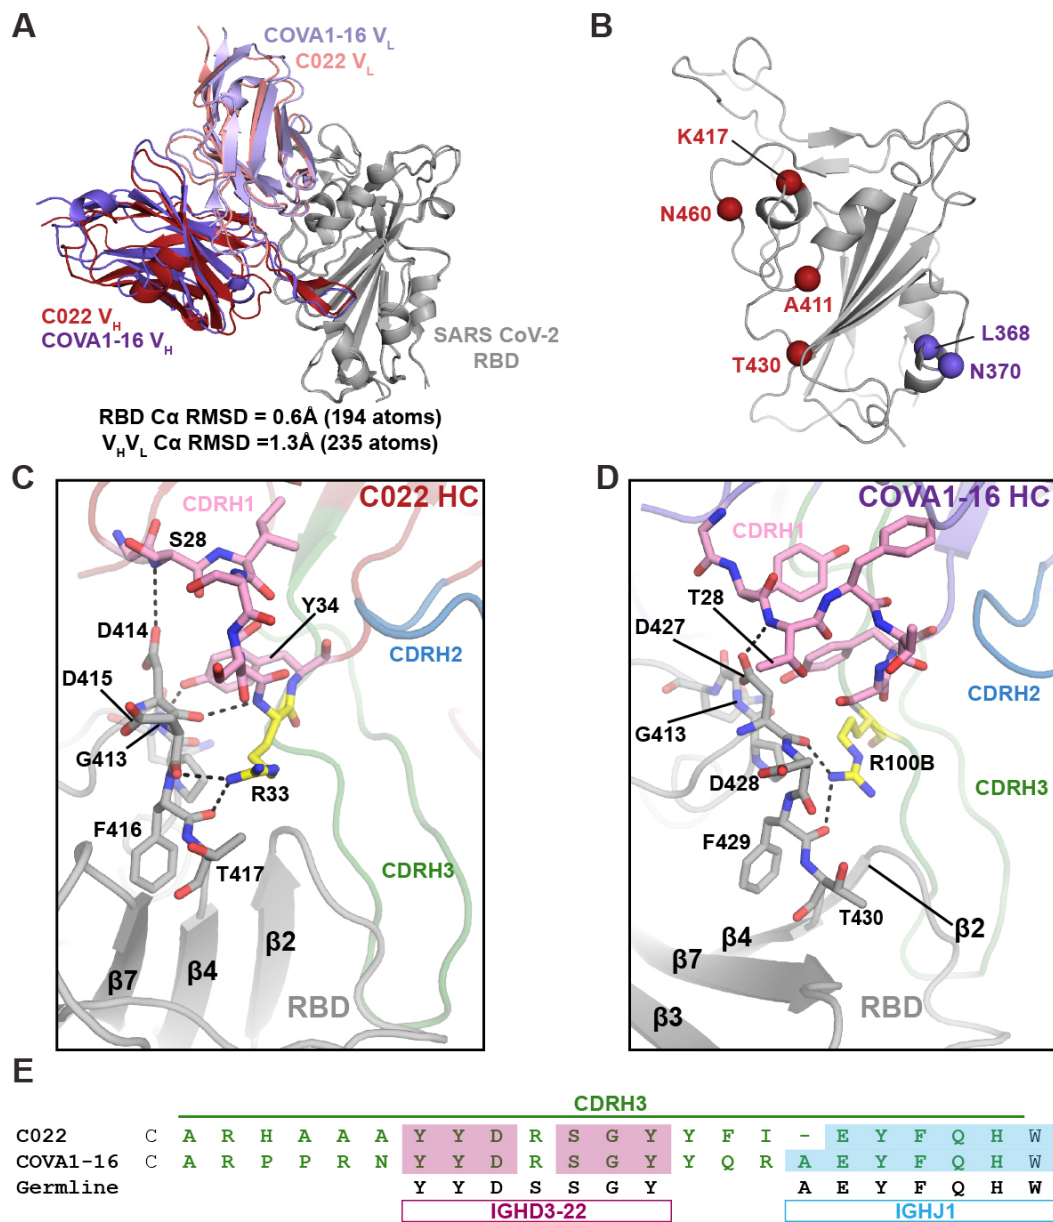 A
COVA1-16 VL
C022 VL
C022 VH
COVA1-16 VH
SARS CoV-2
RBD
RBD Cα RMSD = 0.6Å (194 atoms)
VHVL Cα RMSD =1.3Å (235 atoms)
B
K417
N460
A411
T430
L368
N370
C
C022 HC
CDRH1
S28
Y34
D414
CDRH2
D415
G413
R33
F416
T417
CDRH3
β2
β4
β7
RBD
D
COVA1-16 HC
CDRH1
T28
D427
CDRH2
G413
R100B
D428
CDRH3
F429
T430
β2
β4
β7
β3
RBD
E
CDRH3
C022 C A R H A A A Y Y D R S G Y Y F I - E Y F Q H W
COVA1-16 C A R P P R N Y Y D R S G Y Y Q R A E Y F Q H W
Germline Y Y D S S G Y A E Y F Q H W
IGHD3-22 IGHJ1